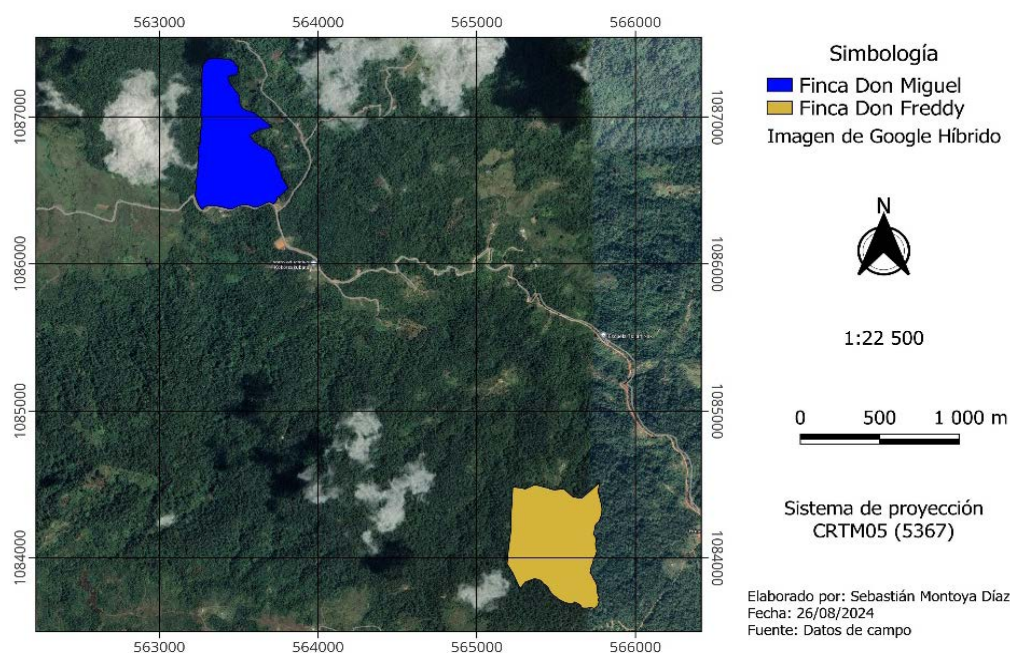 563000
564000
565000
566000
1087000
1086000
1085000
1084000
1087000
1086000
1085000
1084000
563000
564000
565000
566000
Simbología
Finca Don Miguel
Finca Don Freddy
Imagen de Google Híbrido
N
1:22 500
0 500 1 000 m
Sistema de proyección
CRTM05 (5367)
Elaborado por: Sebastián Montoya Díaz
Fecha: 26/08/2024
Fuente: Datos de campo